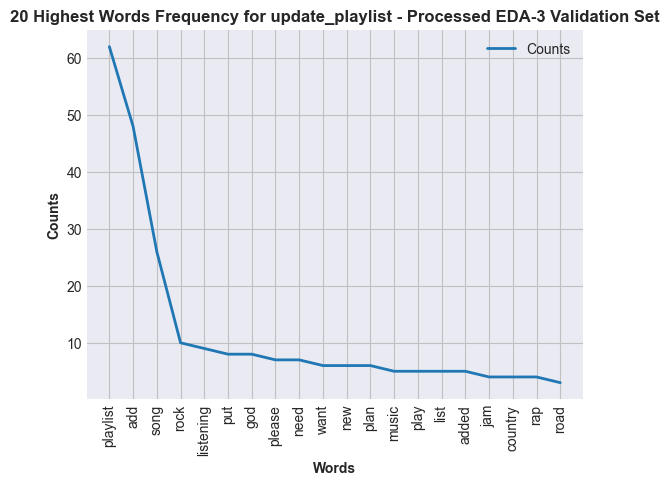 20 Highest Words Frequency for update_playlist - Processed EDA-3 Validation Set
Counts
60
50
40
30
20
10
Counts
playlist
add
song
rock
listening
put
god
please
need
want
new
plan
music
play
list
added
jam
country
rap
road
Words